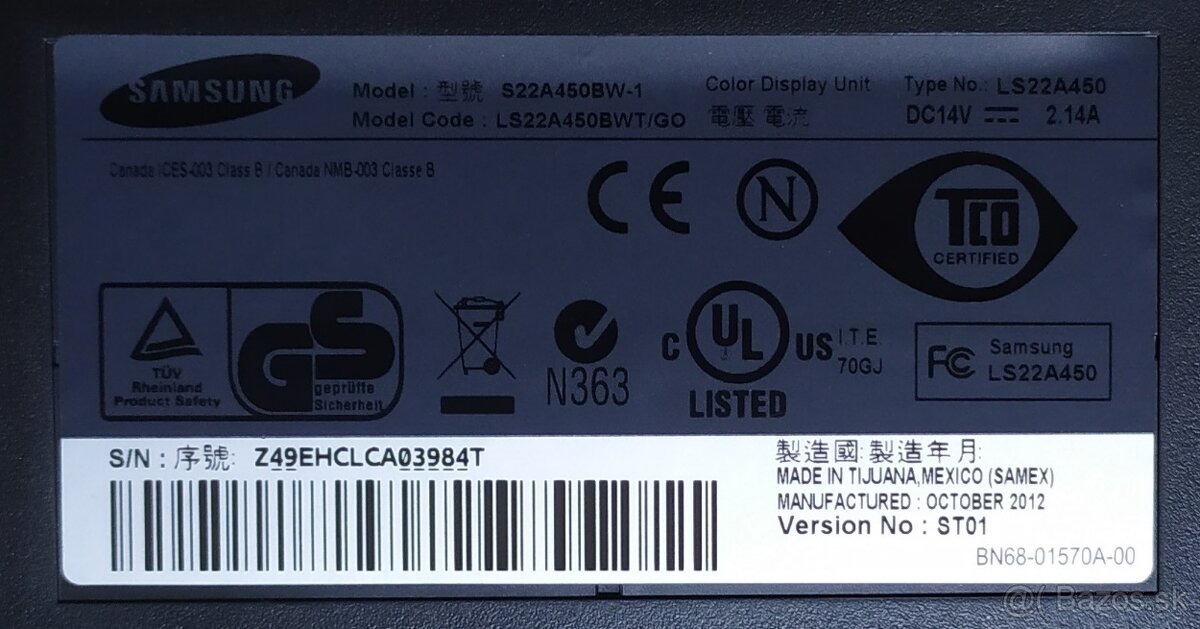 SAMSUNG
Model : 型號 S22A450BW-1
Model Code : LS22A450BWT/GO
Color Display Unit
電壓 電流
Type No.: LS22A450
DC14V 2.14A
Canada ICES-003 Class B / Canada NMB-003 Classe B
CE
N
TCO
CERTIFIED
TÜV
Rheinland
Product Safety
GS
geprüfte
Sicherheit
N363
C UL US
LISTED
I.T.E.
70GJ
FC Samsung
LS22A450
S/N : 序號: Z49EHCLCA03984T
製造國: 製造年月:
MADE IN TIJUANA,MEXICO (SAMEX)
MANUFACTURED : OCTOBER 2012
Version No : ST01
BN68-01570A-00
@( Bazos.sk